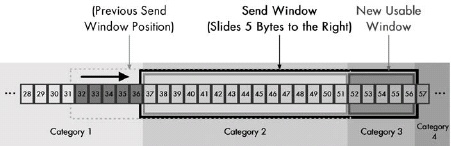 (Previous Send
Window Position)
Send Window
(Slides 5 Bytes to the Right)
New Usable
Window
... 28 29 30 31 32 33 34 35 36 37 38 39 40 41 42 43 44 45 46 47 48 49 50 51 52 53 54 55 56 57 ...
Category 1
Category 2
Category 3
Category
4